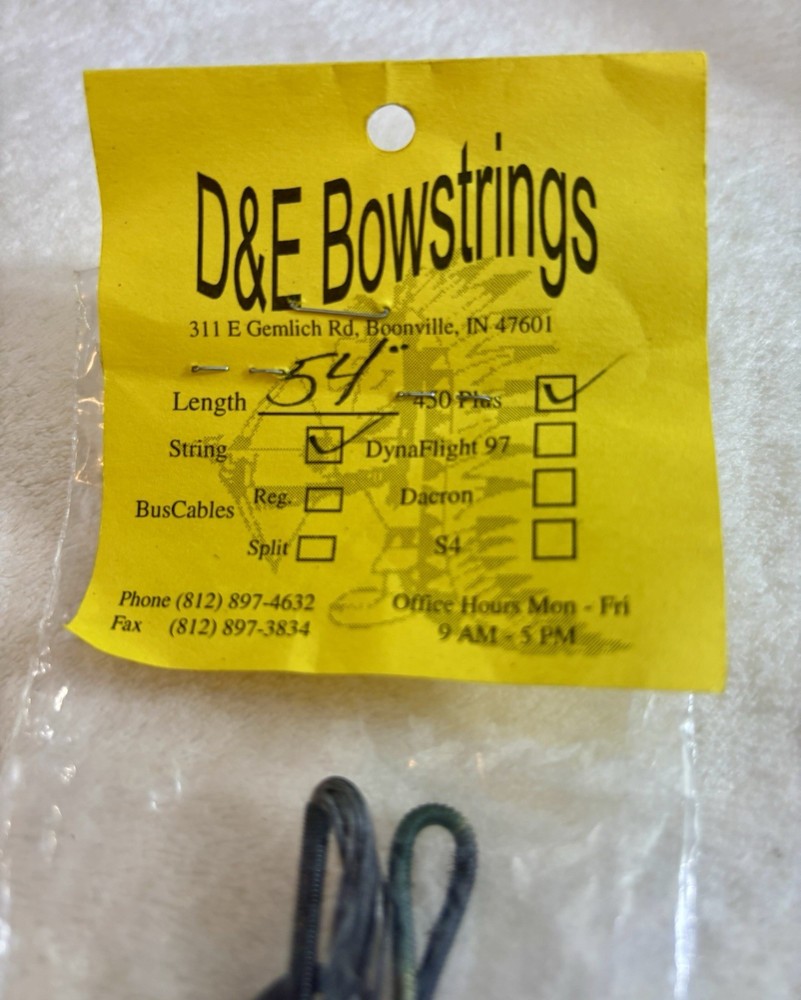 D&E Bowstrings
311 E Gemlich Rd, Boonville, IN 47601
Length 54" 450 Plus
String DynaFlight 97
BusCables Reg. Dacron
Split S4
Phone (812) 897-4632 Office Hours Mon - Fri
Fax (812) 897-3834 9 AM - 5 PM